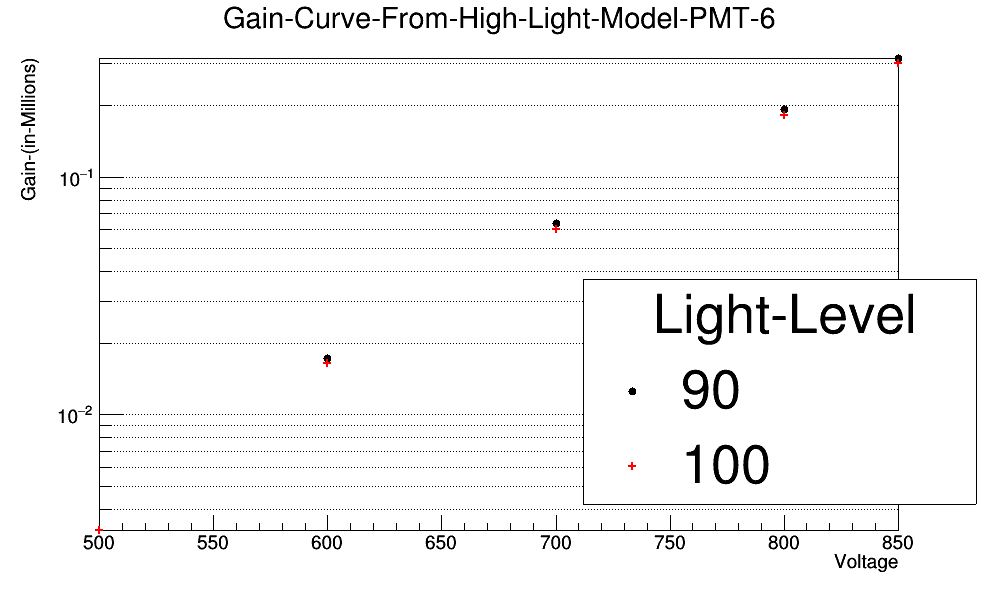 Gain-Curve-From-High-Light-Model-PMT-6
Gain-(in-Millions)
10⁻¹
10⁻²
Light-Level
90
100
500 550 600 650 700 750 800 850
Voltage